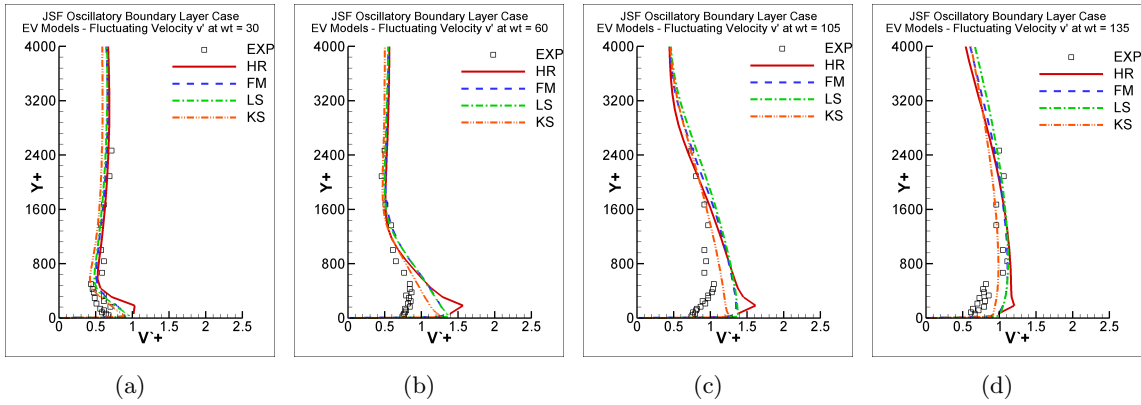 JSF Oscillatory Boundary Layer Case
EV Models - Fluctuating Velocity v' at wt = 30
4000
3200
2400
1600
800
0
Y+
EXP
HR
FM
LS
KS
0
0.5
1
1.5
2
2.5
V`+
(a)
JSF Oscillatory Boundary Layer Case
EV Models - Fluctuating Velocity v' at wt = 60
4000
3200
2400
1600
800
0
Y+
EXP
HR
FM
LS
KS
0
0.5
1
1.5
2
2.5
V`+
(b)
JSF Oscillatory Boundary Layer Case
EV Models - Fluctuating Velocity v' at wt = 105
4000
3200
2400
1600
800
0
Y+
EXP
HR
FM
LS
KS
0
0.5
1
1.5
2
2.5
V`+
(c)
JSF Oscillatory Boundary Layer Case
EV Models - Fluctuating Velocity v' at wt = 135
4000
3200
2400
1600
800
0
Y+
EXP
HR
FM
LS
KS
0
0.5
1
1.5
2
2.5
V`+
(d)